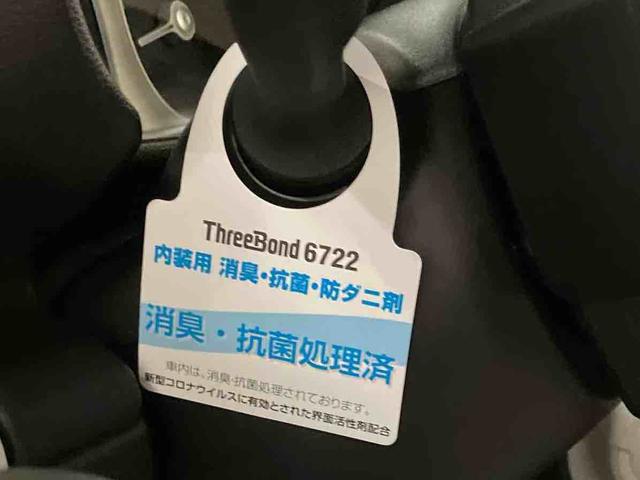 ThreeBond 6722
内装用 消臭・抗菌・防ダニ剤
消臭・抗菌処理済
車内は、消臭・抗菌処理されております。
新型コロナウイルスに有効とされた界面活性剤配合